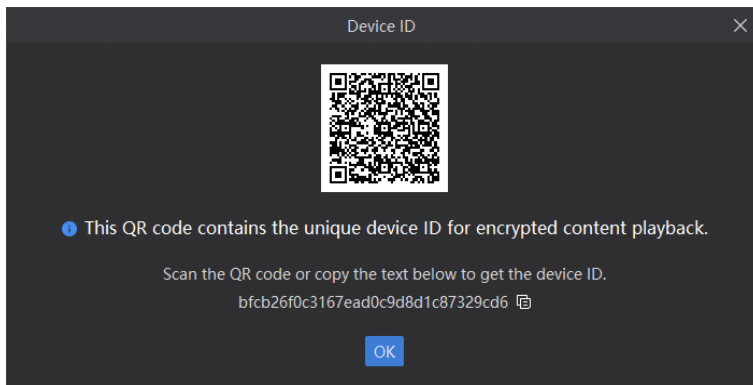 Device ID
This QR code contains the unique device ID for encrypted content playback.
Scan the QR code or copy the text below to get the device ID.
bfcb26f0c3167ead0c9d8d1c87329cd6
OK